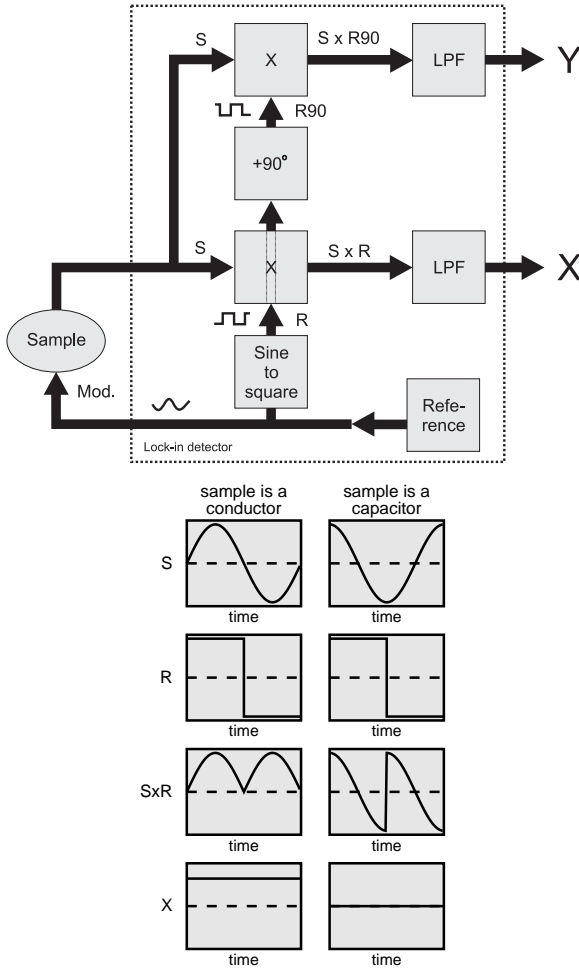 S
S x R90
X
LPF
Y
R90
+90°
S
S x R
X
LPF
X
R
Sample
Sine
to
square
Mod.
Refe-
rence
Lock-in detector
sample is a
conductor
sample is a
capacitor
S
time
time
R
time
time
SxR
time
time
X
time
time